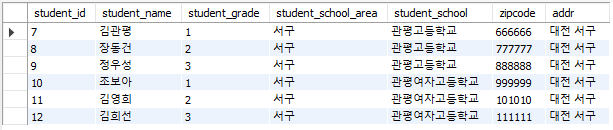 student_id student_name student_grade student_school_area student_school zipcode addr
7 김관평 1 서구 관평고등학교 666666 대전 서구
8 장동건 2 서구 관평고등학교 777777 대전 서구
9 정우성 3 서구 관평고등학교 888888 대전 서구
10 조보아 1 서구 관평여자고등학교 999999 대전 서구
11 김영희 2 서구 관평여자고등학교 101010 대전 서구
12 김희선 3 서구 관평여자고등학교 111111 대전 서구